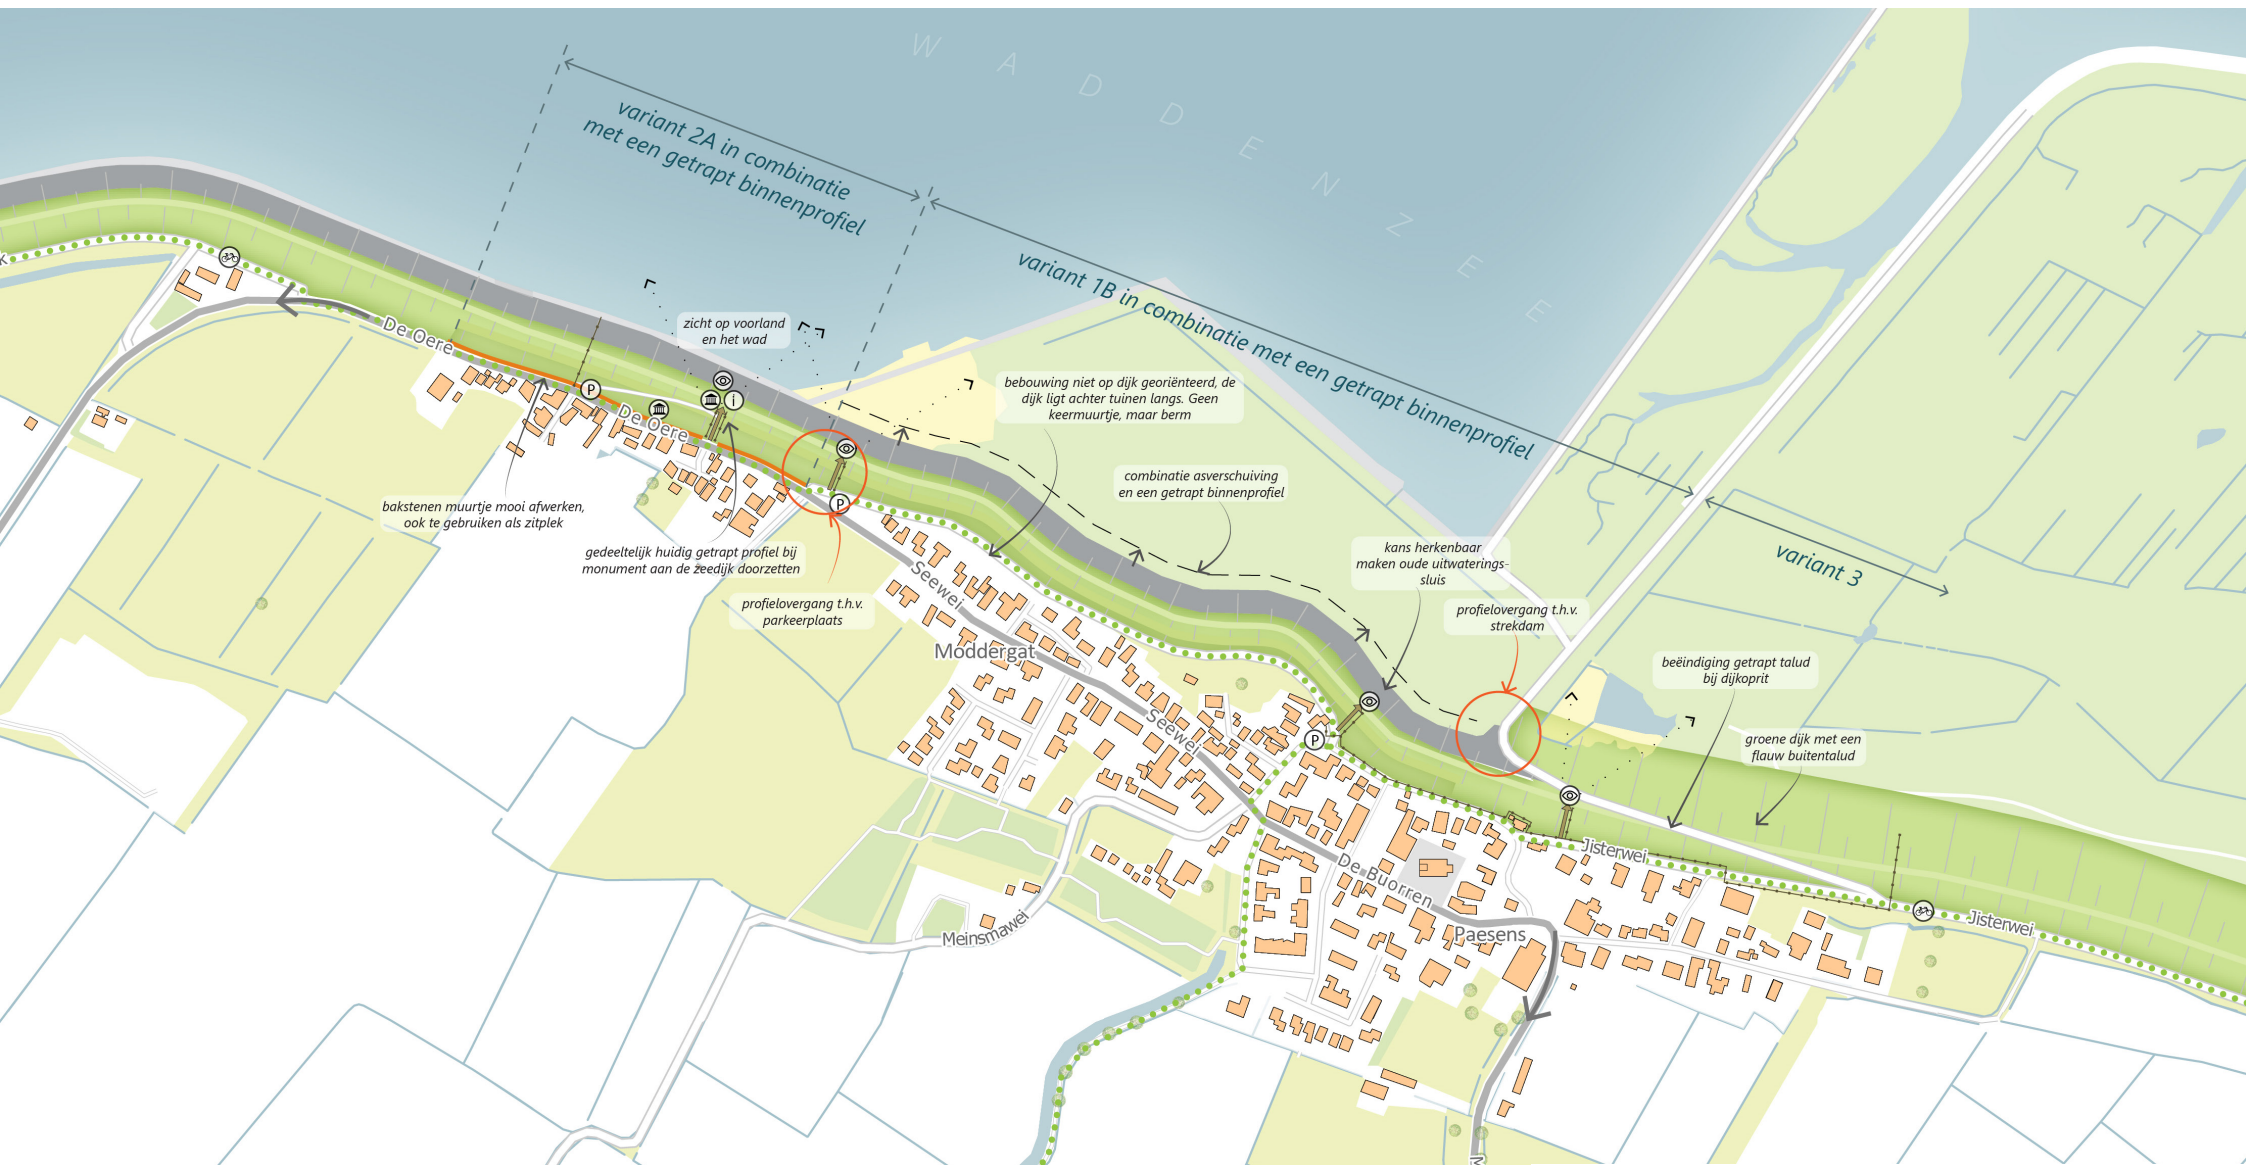 W A D D E N Z E E
variant 2A in combinatie
met een getrapt binnenprofiel
variant 1B in combinatie met een getrapt binnenprofiel
variant 3
De Oere
zicht op voorland
en het wad
P
i
De Oere
bebouwing niet op dijk georiënteerd, de
dijk ligt achter tuinen langs. Geen
keermuurtje, maar berm
combinatie asverschuiving
en een getrapt binnenprofiel
bakstenen muurtje mooi afwerken,
ook te gebruiken als zitplek
gedeeltelijk huidig getrapt profiel bij
monument aan de zeedijk doorzetten
P
profielovergang t.h.v.
parkeerplaats
kans herkenbaar
maken oude uitwaterings-
sluis
profielovergang t.h.v.
strekdam
beëindiging getrapt talud
bij dijkoprit
groene dijk met een
flauw buitentalud
Seewei
Moddergat
Seewei
P
De Buorren
Jisterwei
Jisterwei
Paesens
Meinsmawei